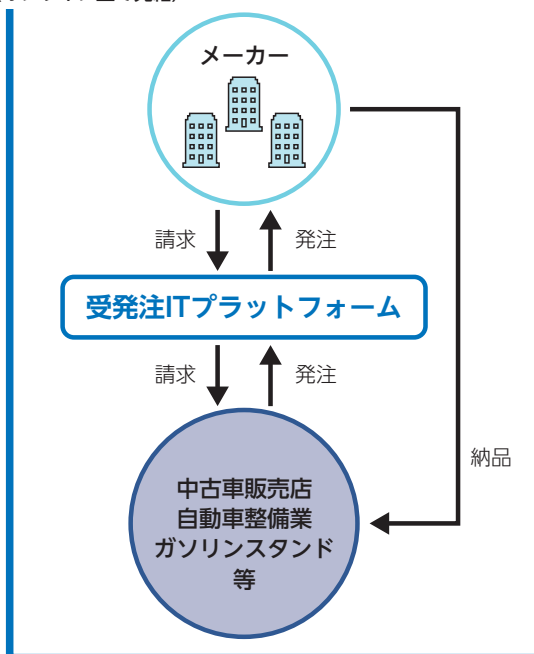 メーカー
請求
発注
受発注ITプラットフォーム
請求
発注
納品
中古車販売店
自動車整備業
ガソリンスタンド
等